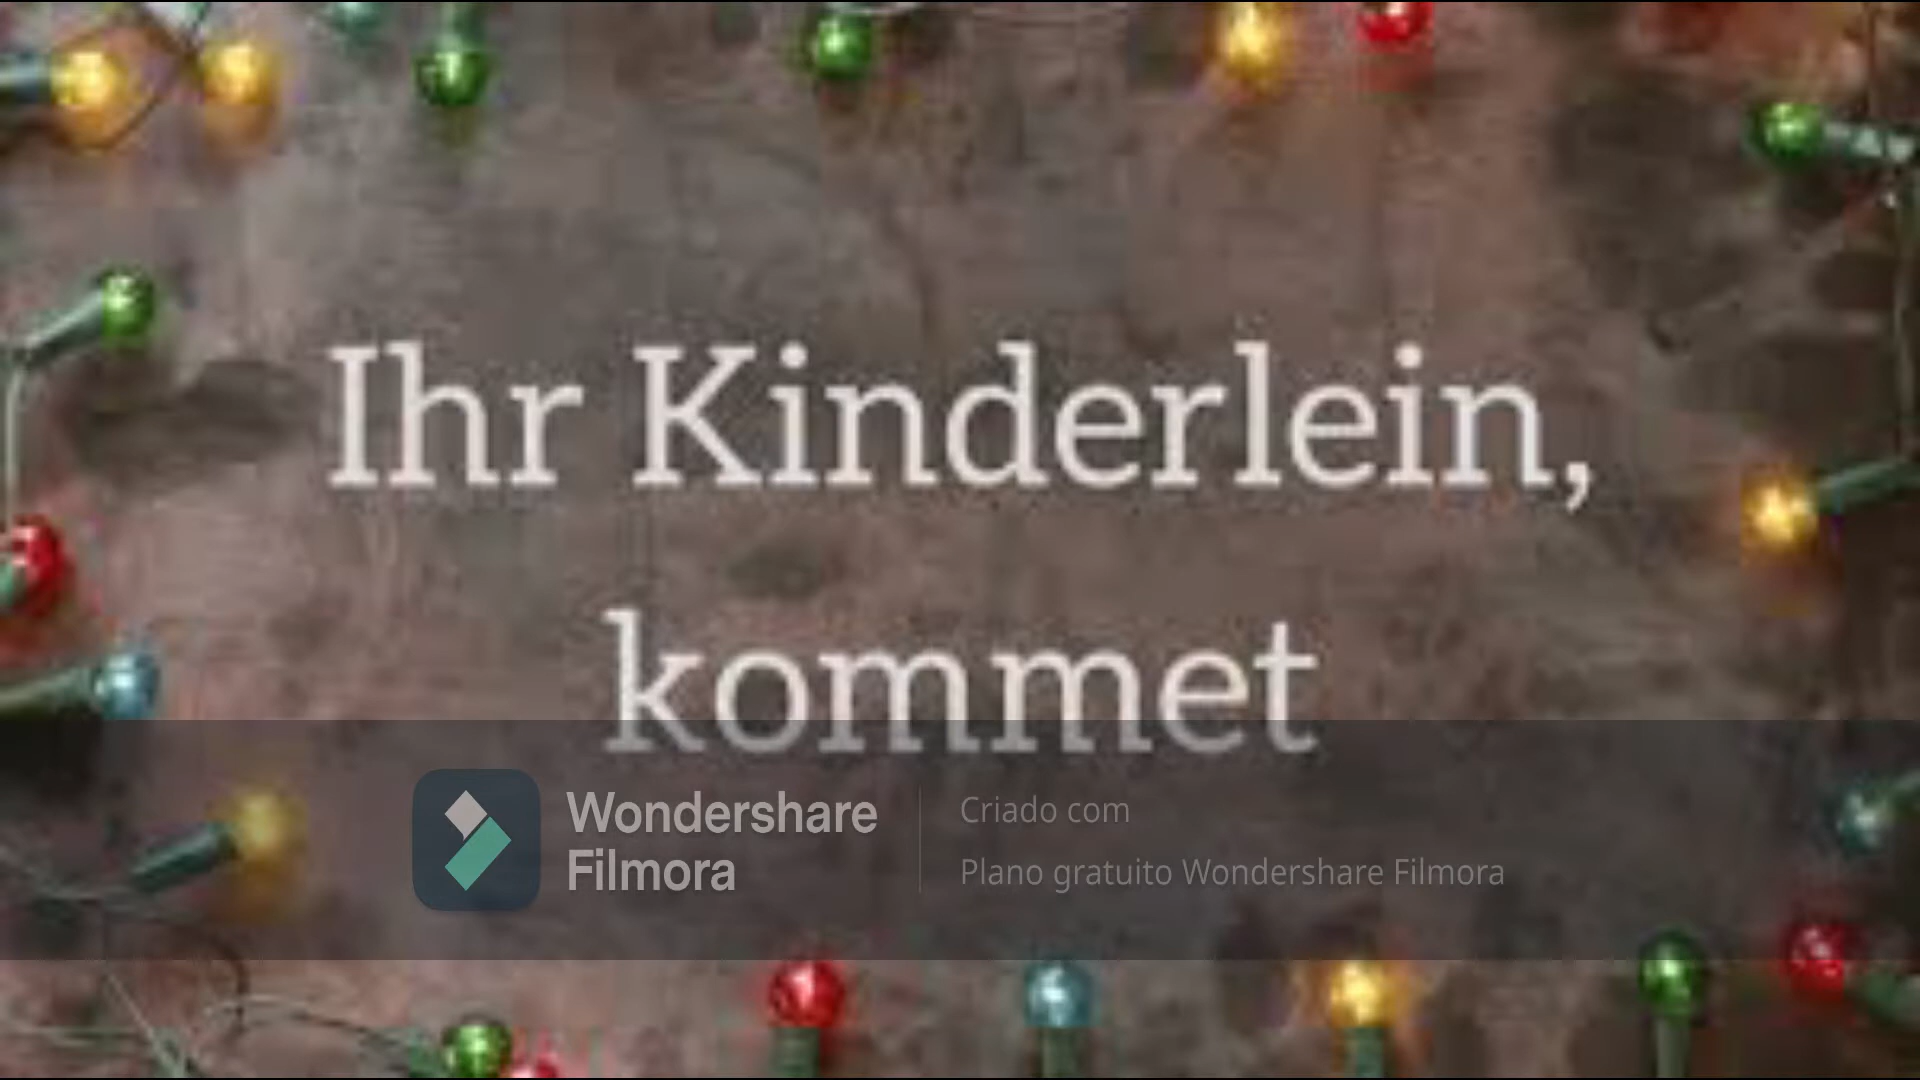 Ihr Kinderlein,
kommet
Wondershare
Filmora
Criado com
Plano gratuito Wondershare Filmora